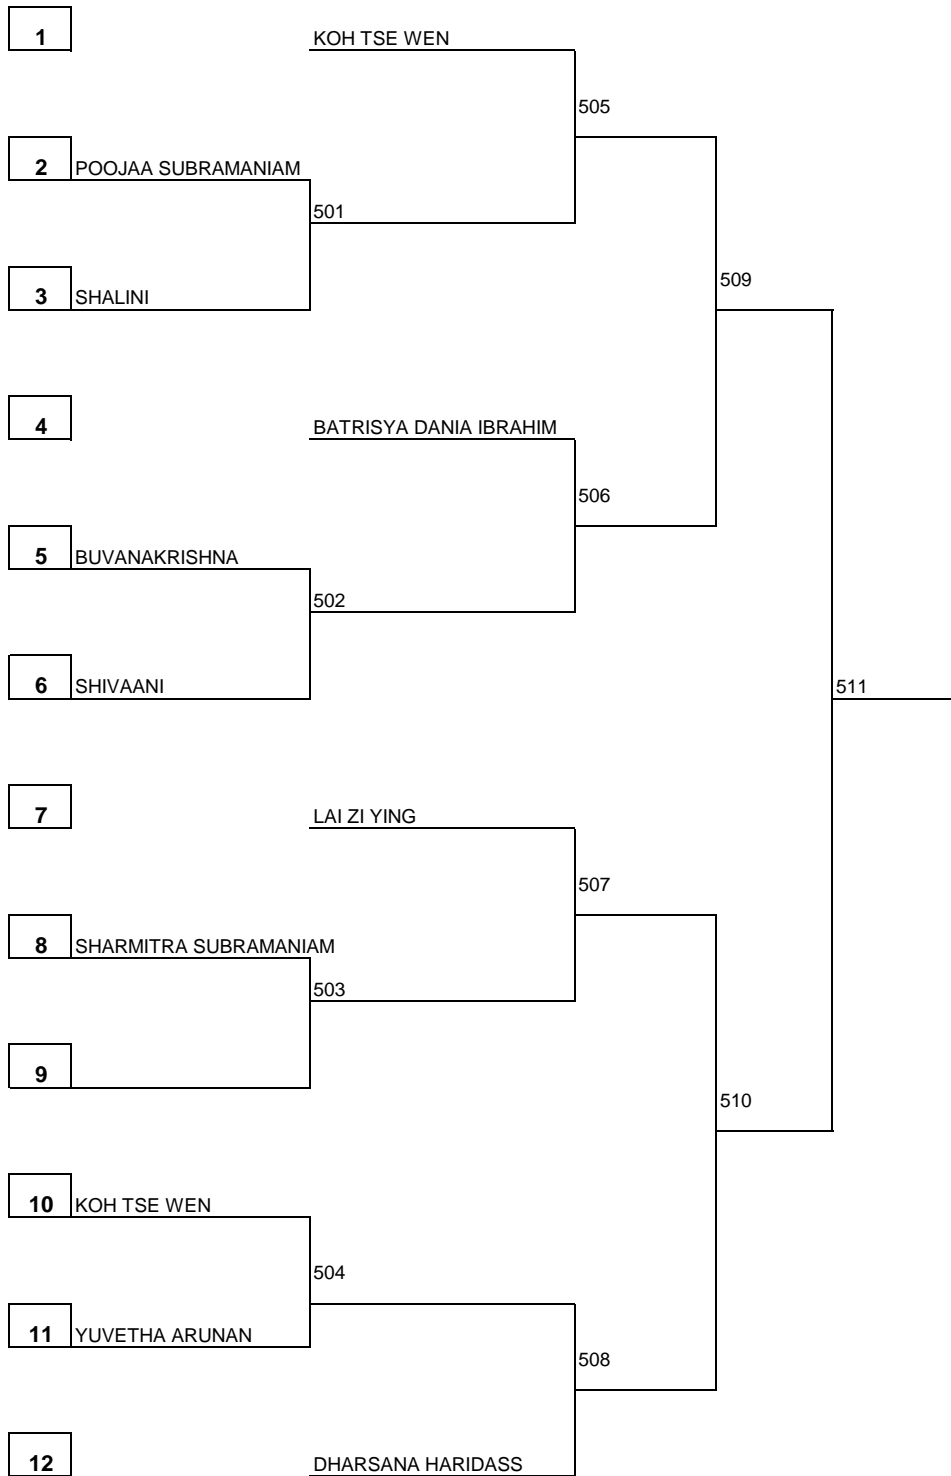 1 KOH TSE WEN
505
2 POOJAA SUBRAMANIAM
501
509
3 SHALINI
4 BATRISYA DANIA IBRAHIM
506
5 BUVANAKRISHNA
502
6 SHIVAANI
511
7 LAI ZI YING
507
8 SHARMITRA SUBRAMANIAM
503
9
510
10 KOH TSE WEN
504
11 YUVETHA ARUNAN
508
12 DHARSANA HARIDASS